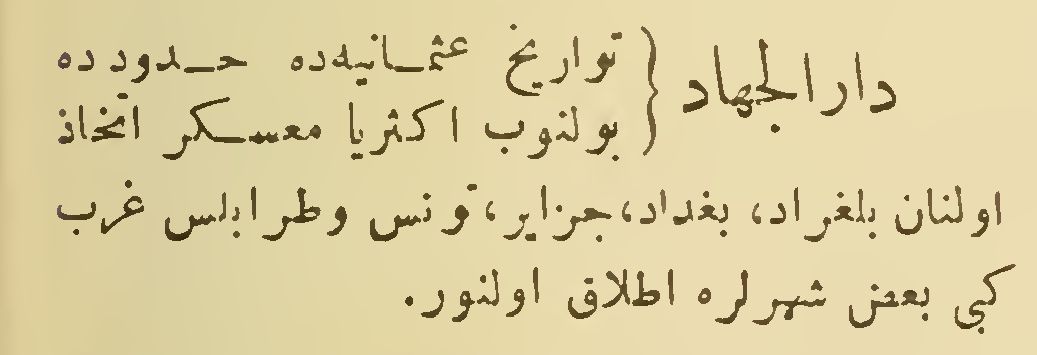 دارالجهاد } تواریخ عثمانیه‌ده حدودده
بولنوب اکثریا معسکر اتخاذ
اولنان بلغراد، بغداد، جزایر، تونس وطرابلس غرب
کبی بعض شهرلره اطلاق اولنور.